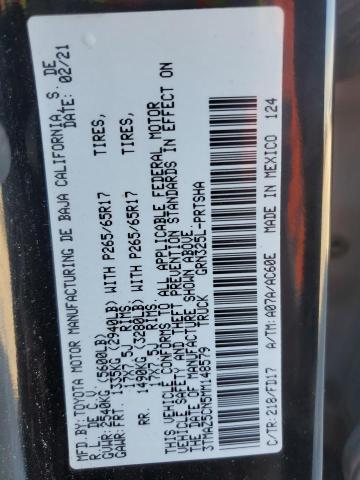 MFD.BY:TOYOTA MOTOR MANUFACTURING DE BAJA CALIFORNIA, S. DE
R.L. DE C.V. DATE: 02/21
GVWR: 2540KG (5600LB)
GAWR: FRT. 1335KG (2940LB) WITH P265/65R17 TIRES,
17X7.5J RIMS
RR. 1490KG (3280LB) WITH P265/65R17 TIRES,
17X7.5J RIMS
THIS VEHICLE CONFORMS TO ALL APPLICABLE FEDERAL MOTOR
VEHICLE SAFETY AND THEFT PREVENTION STANDARDS IN EFFECT ON
THE DATE OF MANUFACTURE SHOWN ABOVE.
3TMAZ5CN5MM148579 TRUCK GRN325L-PRTSMA
C/TR:218/FD17 A/TM:A07A/AC60E MADE IN MEXICO 124